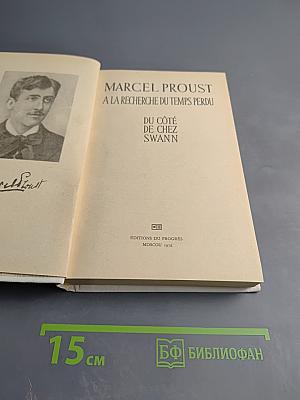 MARCEL PROUST
A LA RECHERCHE DU TEMPS PERDU
DU CÔTÉ
DE CHEZ
SWANN
EDITIONS DU PROGRÈS
MOSCOU
15 см
БФ БИБЛИОФАН